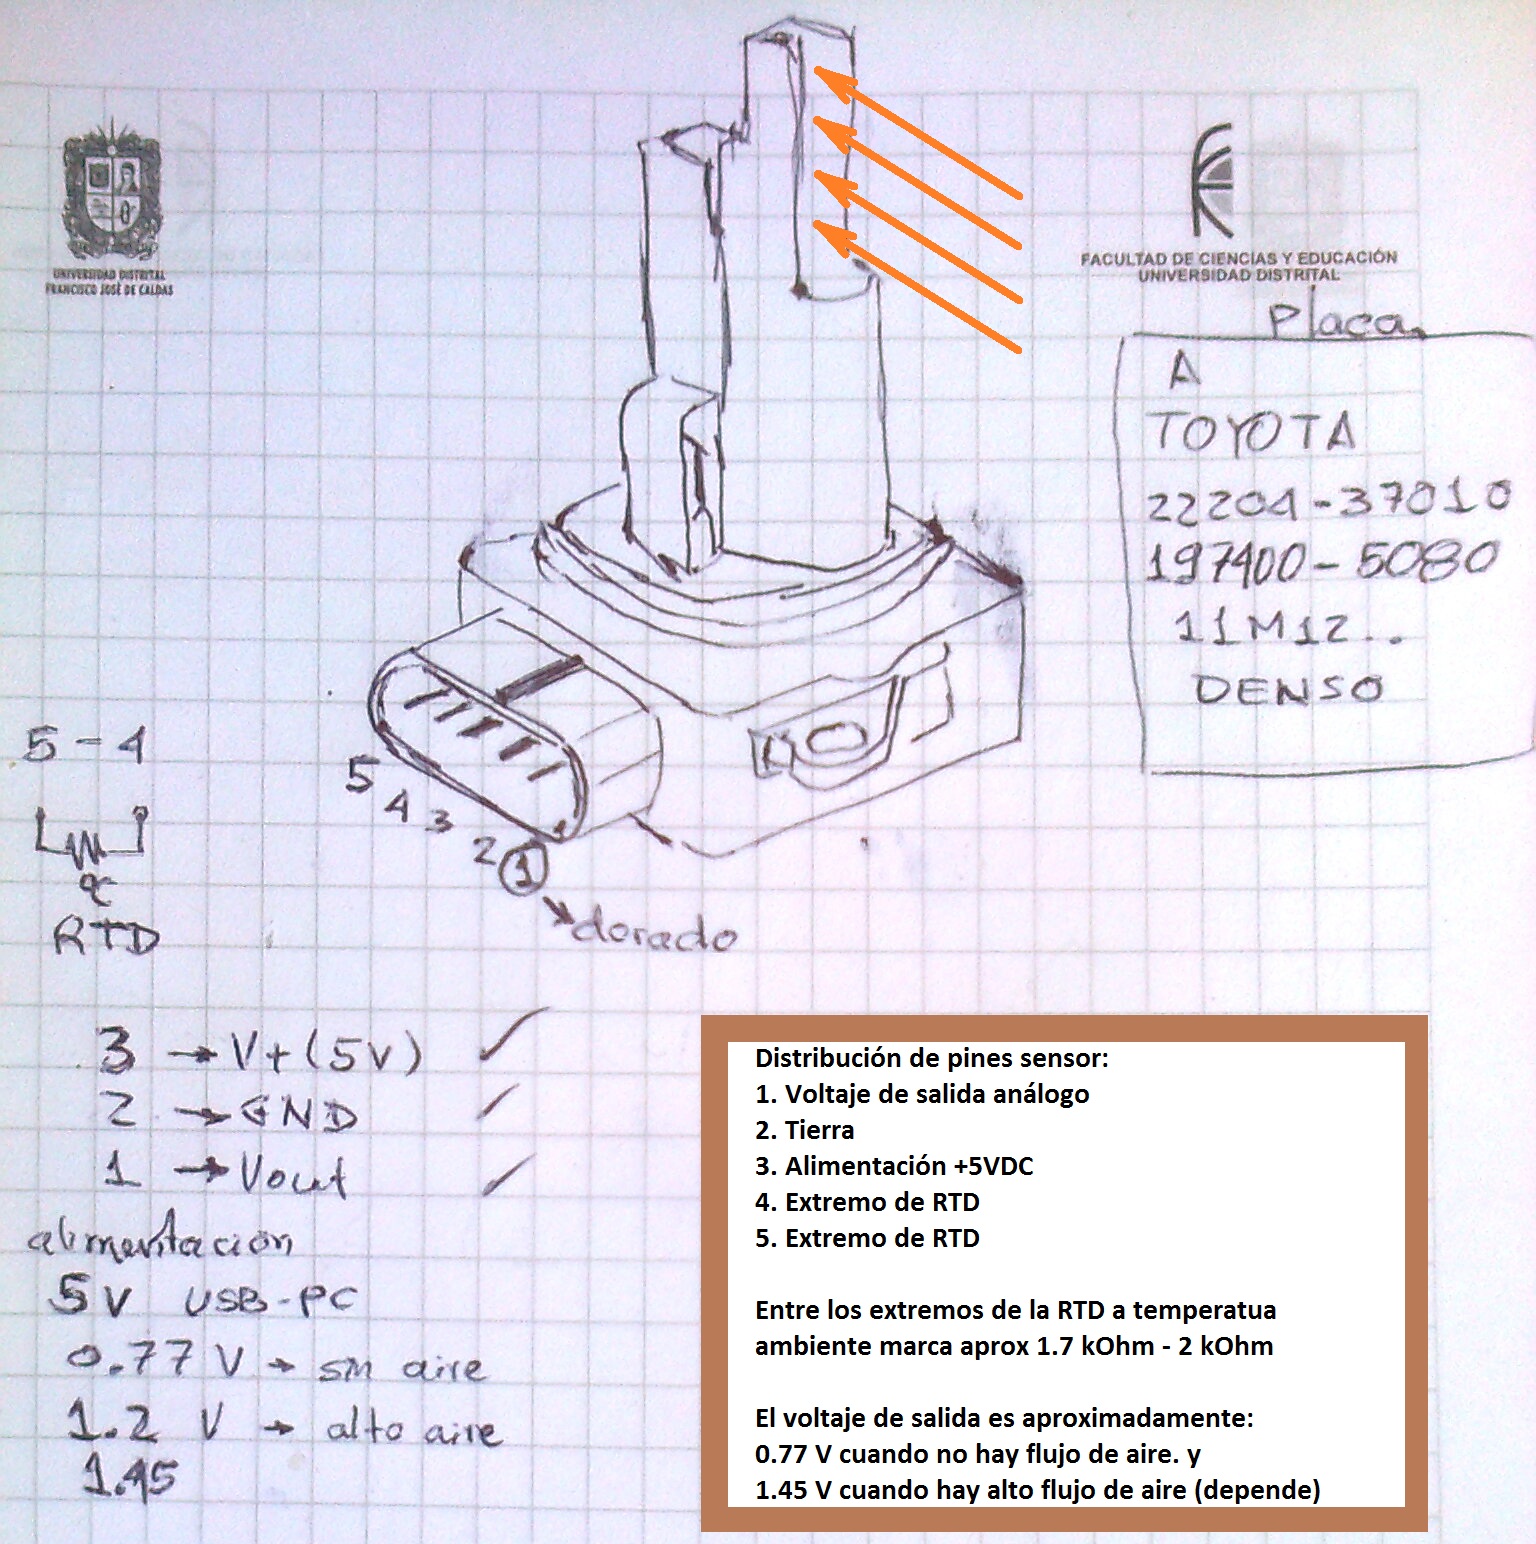 UNIVERSIDAD DISTRITAL
FRANCISCO JOSÉ DE CALDAS
FACULTAD DE CIENCIAS Y EDUCACIÓN
UNIVERSIDAD DISTRITAL
Placa
A
TOYOTA
22204-37010
197400-5080
11M12..
DENSO
5 - 4
RTD
5
4
3
2
1
dorado
3 → V+(5V) ✓
2 → GND ✓
1 → Vout ✓
alimentación
5V USB-PC
0.77 V → sin aire
1.2 V → alto aire
1.45
Distribución de pines sensor:
1. Voltaje de salida análogo
2. Tierra
3. Alimentación +5VDC
4. Extremo de RTD
5. Extremo de RTD
Entre los extremos de la RTD a temperatua
ambiente marca aprox 1.7 kOhm - 2 kOhm
El voltaje de salida es aproximadamente:
0.77 V cuando no hay flujo de aire. y
1.45 V cuando hay alto flujo de aire (depende)